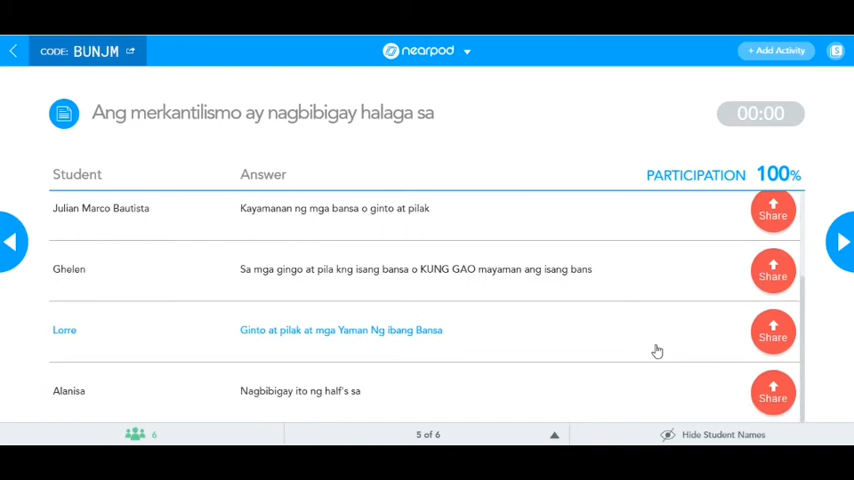 CODE: BUNJM
nearpod
+ Add Activity
S
Ang merkantilismo ay nagbibigay halaga sa
00:00
Student Answer PARTICIPATION 100%
Julian Marco Bautista Kayamanan ng mga bansa o ginto at pilak Share
Ghelen Sa mga gingo at pila kng isang bansa o KUNG GAO mayaman ang isang bans Share
Lorre Ginto at pilak at mga Yaman Ng ibang Bansa Share
Alanisa Nagbibigay ito ng half's sa Share
6 5 of 6 Hide Student Names